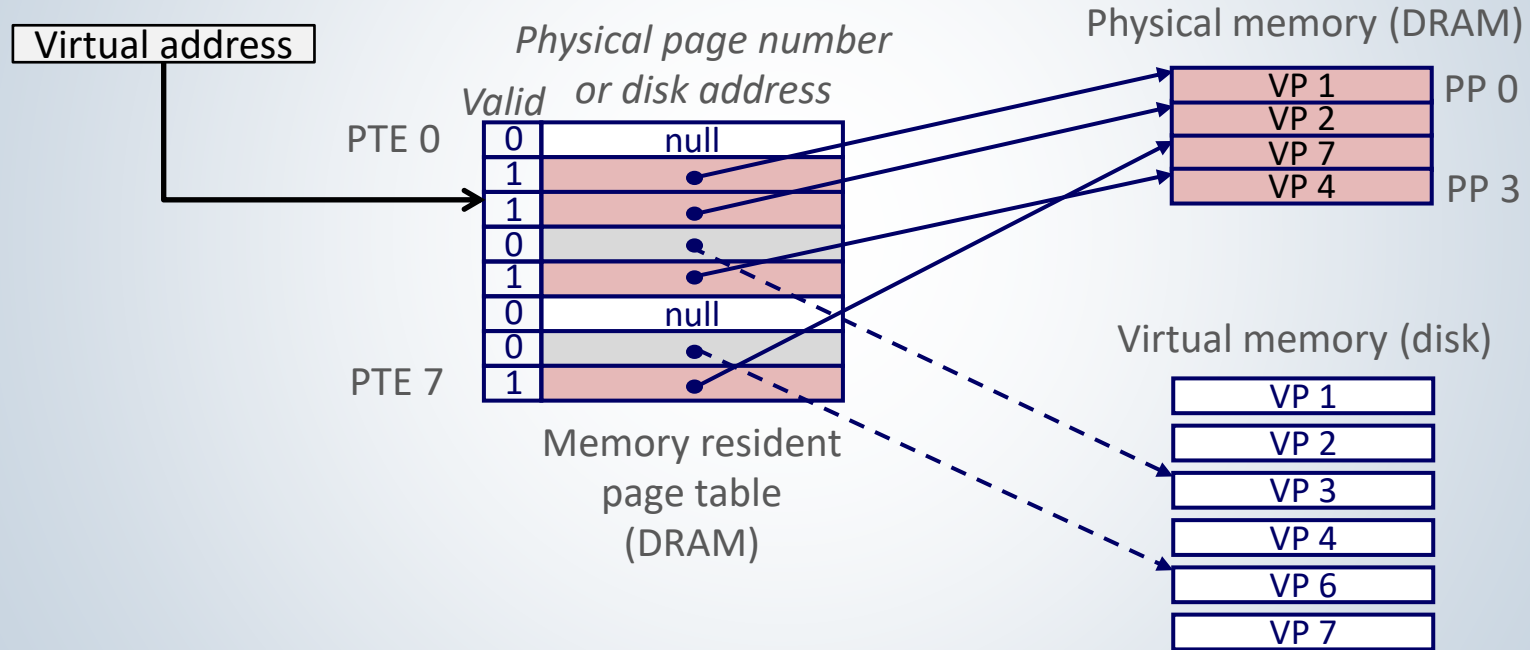 Virtual address
Physical page number
or disk address
Valid
PTE 0
0 null
1
1
0
1
0 null
0
PTE 7 1
Memory resident
page table
(DRAM)
Physical memory (DRAM)
VP 1 PP 0
VP 2
VP 7
VP 4 PP 3
Virtual memory (disk)
VP 1
VP 2
VP 3
VP 4
VP 6
VP 7